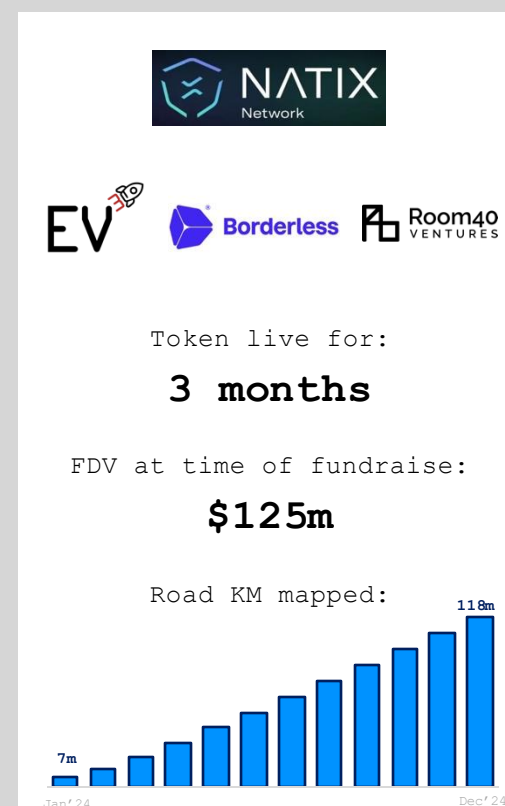 NATIX
Network
EV3
Borderless
Room40
VENTURES
Token live for:
3 months
FDV at time of fundraise:
$125m
Road KM mapped:
118m
7m
Jan'24
Dec'24